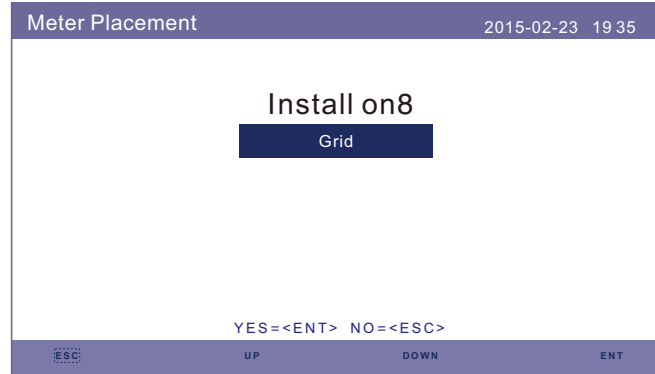 Meter Placement 2015-02-23 19 35
Install on8
Grid
YES=<ENT> NO=<ESC>
ESC UP DOWN ENT